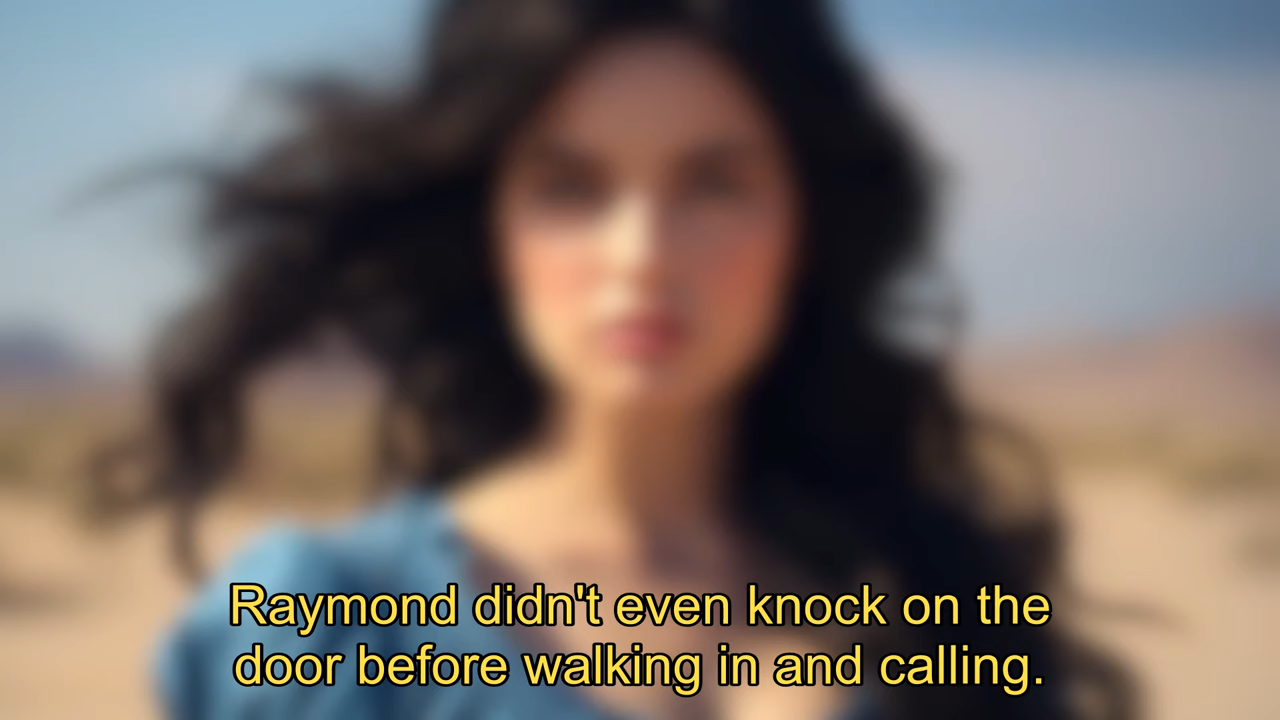 Raymond didn't even knock on the
door before walking in and calling.